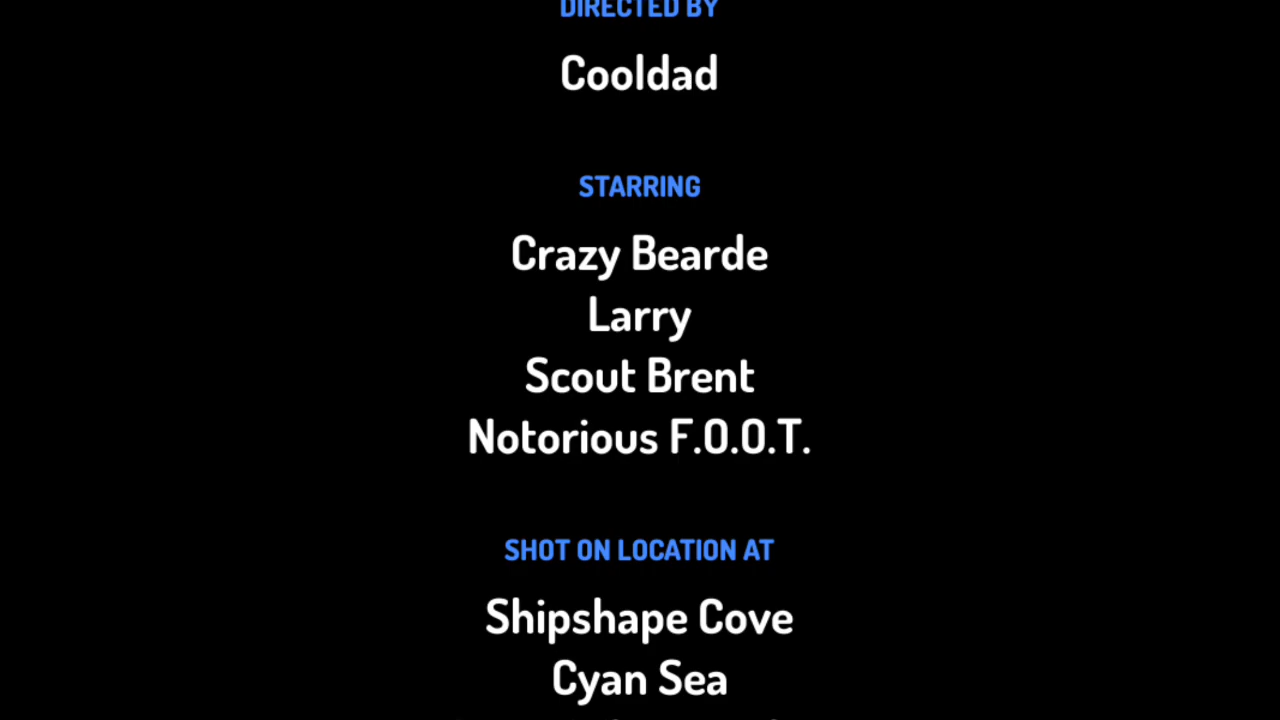 DIRECTED BY
Cooldad
STARRING
Crazy Bearde
Larry
Scout Brent
Notorious F.O.O.T.
SHOT ON LOCATION AT
Shipshape Cove
Cyan Sea